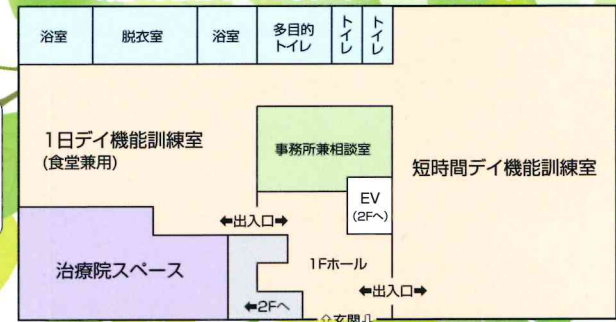 浴室
脱衣室
浴室
多目的
トイレ
トイレ
トイレ
1日デイ機能訓練室
(食堂兼用)
事務所兼相談室
短時間デイ機能訓練室
EV
(2Fへ)
⬅出入口➡
治療院スペース
1Fホール
⬅出入口➡
⬅2Fへ
⇧玄関⇩